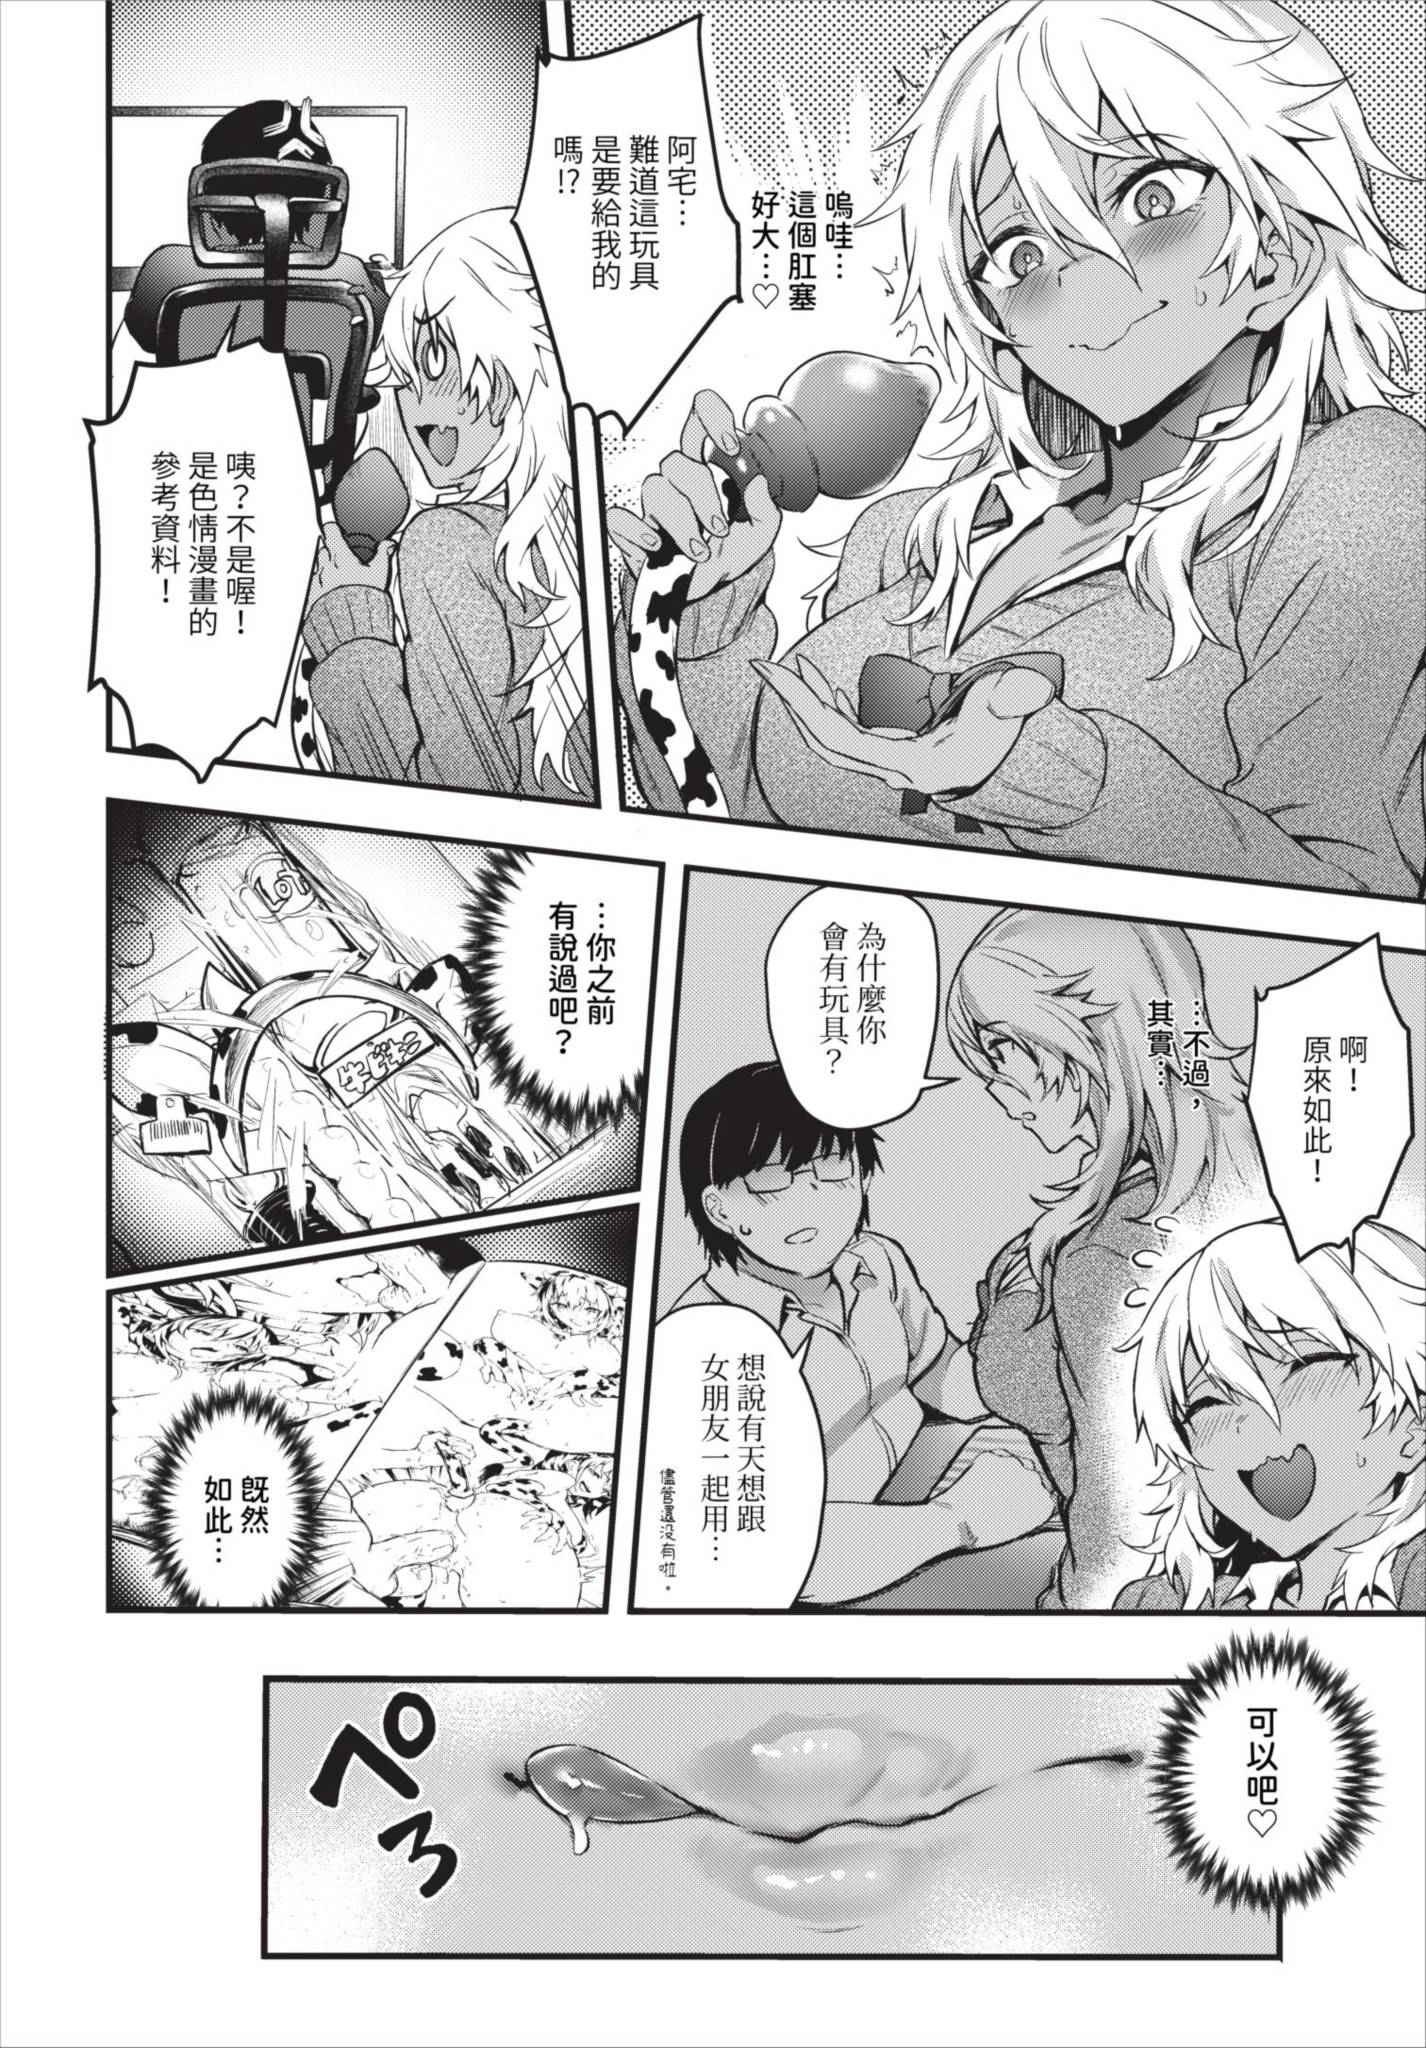 嗚哇…
這個肛塞
好大…♡
阿宅…
難道這玩具
是要給我的
嗎!?
咦？不是喔！
是色情漫畫的
參考資料！
啊！
原來如此！
…不過，
其實…
為什麼你
會有玩具？
想說有天想跟
女朋友一起用…
儘管還沒有啦。
…你之前
有說過吧？
既然
如此…
可以吧♡
ペろ